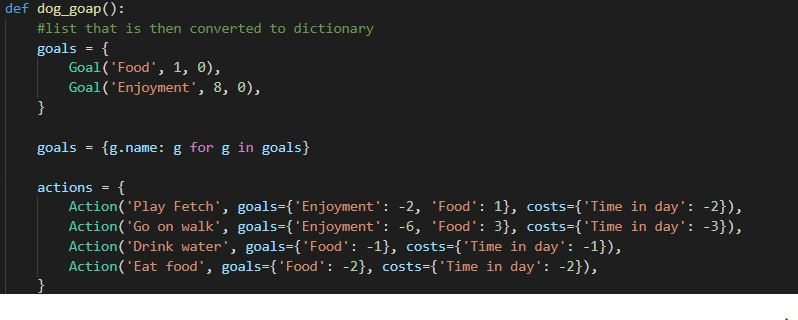 def dog_goap():
    #list that is then converted to dictionary
    goals = {
        Goal('Food', 1, 0),
        Goal('Enjoyment', 8, 0),
    }

    goals = {g.name: g for g in goals}

    actions = {
        Action('Play Fetch', goals={'Enjoyment': -2, 'Food': 1}, costs={'Time in day': -2}),
        Action('Go on walk', goals={'Enjoyment': -6, 'Food': 3}, costs={'Time in day': -3}),
        Action('Drink water', goals={'Food': -1}, costs={'Time in day': -1}),
        Action('Eat food', goals={'Food': -2}, costs={'Time in day': -2}),
    }